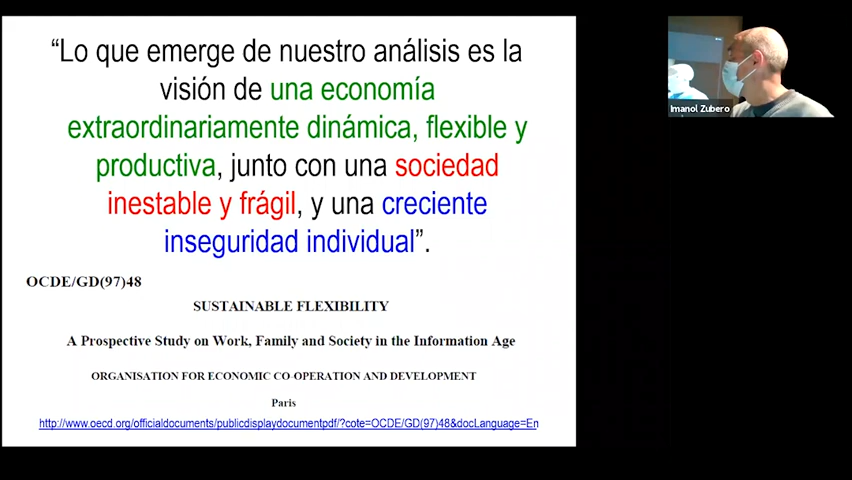 “Lo que emerge de nuestro análisis es la
visión de una economía
extraordinariamente dinámica, flexible y
productiva, junto con una sociedad
inestable y frágil, y una creciente
inseguridad individual”.
OCDE/GD(97)48
SUSTAINABLE FLEXIBILITY
A Prospective Study on Work, Family and Society in the Information Age
ORGANISATION FOR ECONOMIC CO-OPERATION AND DEVELOPMENT
Paris
http://www.oecd.org/officialdocuments/publicdisplaydocumentpdf/?cote=OCDE/GD(97)48&docLanguage=En
Imanol Zubero